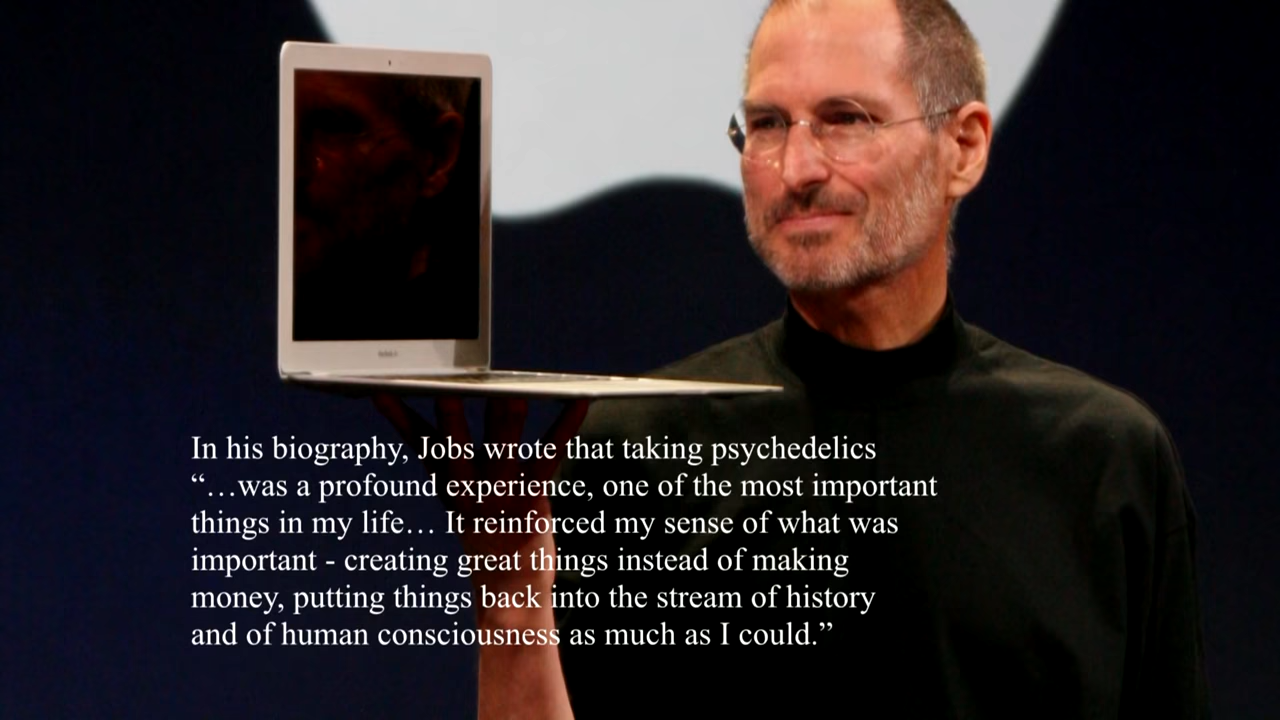 In his biography, Jobs wrote that taking psychedelics
“…was a profound experience, one of the most important
things in my life… It reinforced my sense of what was
important - creating great things instead of making
money, putting things back into the stream of history
and of human consciousness as much as I could.”